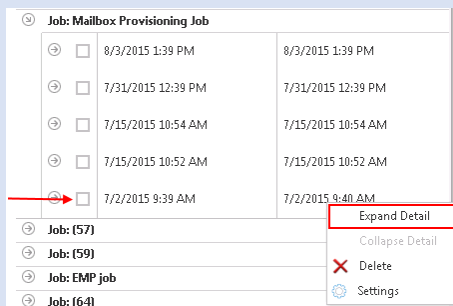 Job: Mailbox Provisioning Job
8/3/2015 1:39 PM 8/3/2015 1:39 PM
7/31/2015 12:39 PM 7/31/2015 12:39 PM
7/15/2015 10:54 AM 7/15/2015 10:54 AM
7/15/2015 10:52 AM 7/15/2015 10:52 AM
7/2/2015 9:39 AM 7/2/2015 9:40 AM
Expand Detail
Job: (57)
Collapse Detail
Job: (59)
Delete
Job: EMP job
Settings
Job: (64)